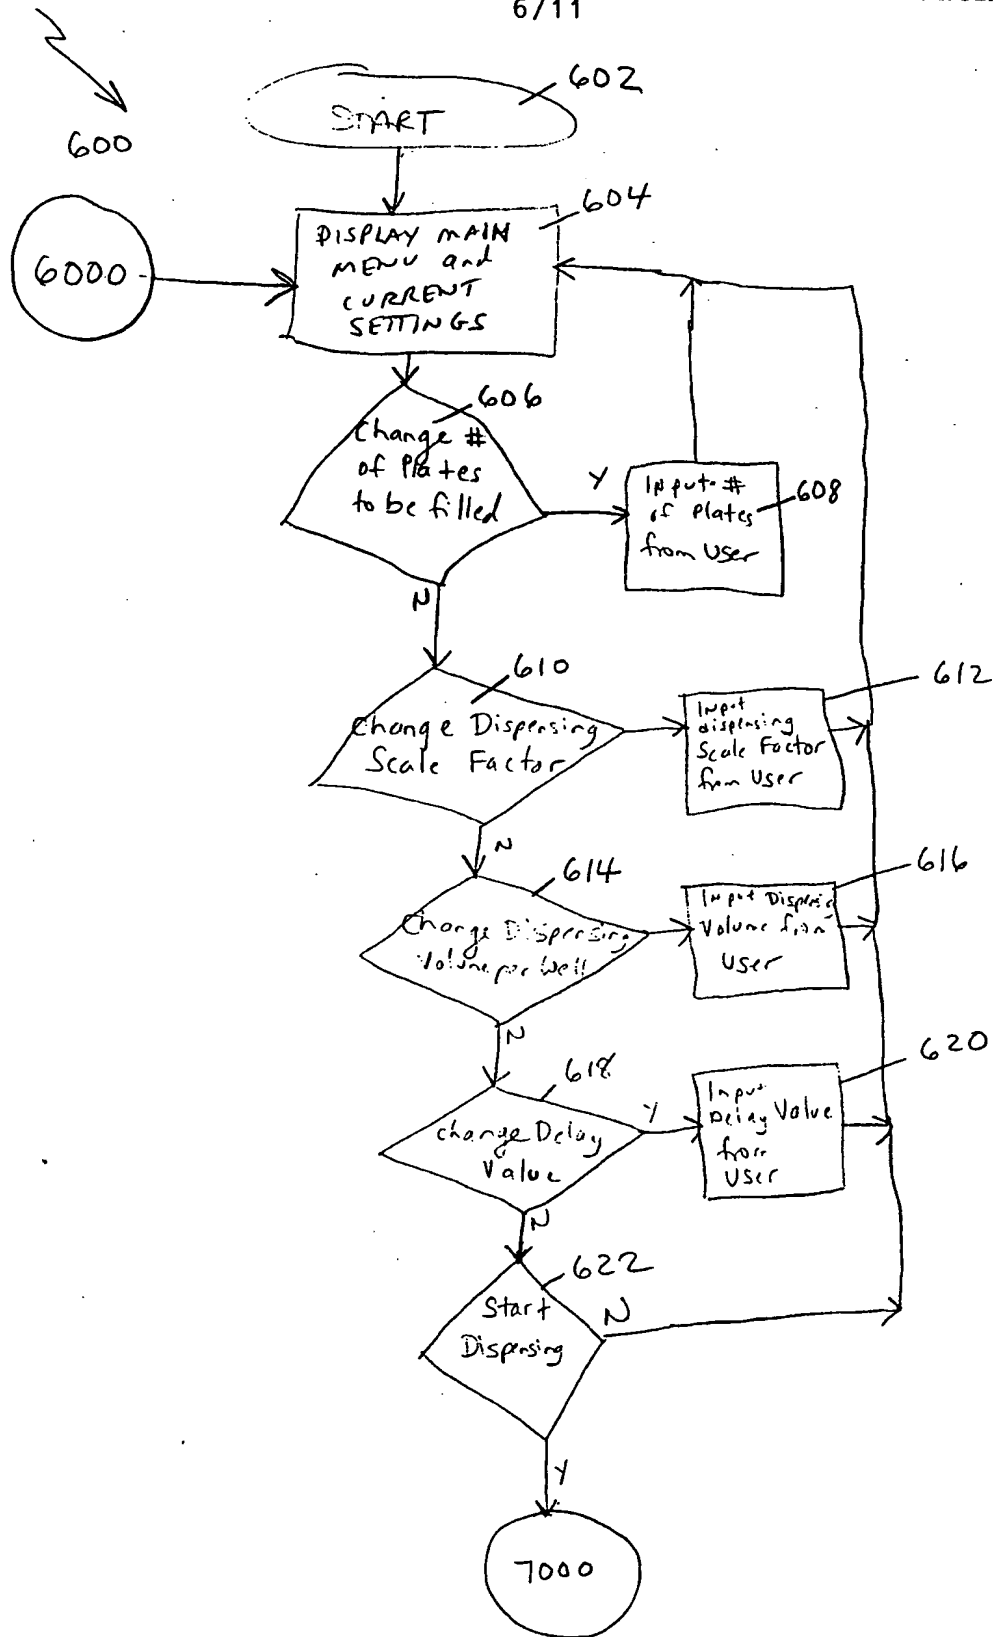 6/11
600
602
START
604
DISPLAY MAIN
MENU and
CURRENT
SETTINGS
6000
606
Change #
of Plates
to be filled
Y
Input #
of Plates
from User
608
N
610
Change Dispensing
Scale Factor
612
Input
dispensing
Scale Factor
from User
N
614
Change Dispensing
Volume per Well
616
Input
Volume from
User
N
618
change Delay
Value
Y
620
Input
Delay Value
from
User
N
622
Start
Dispensing
N
Y
7000